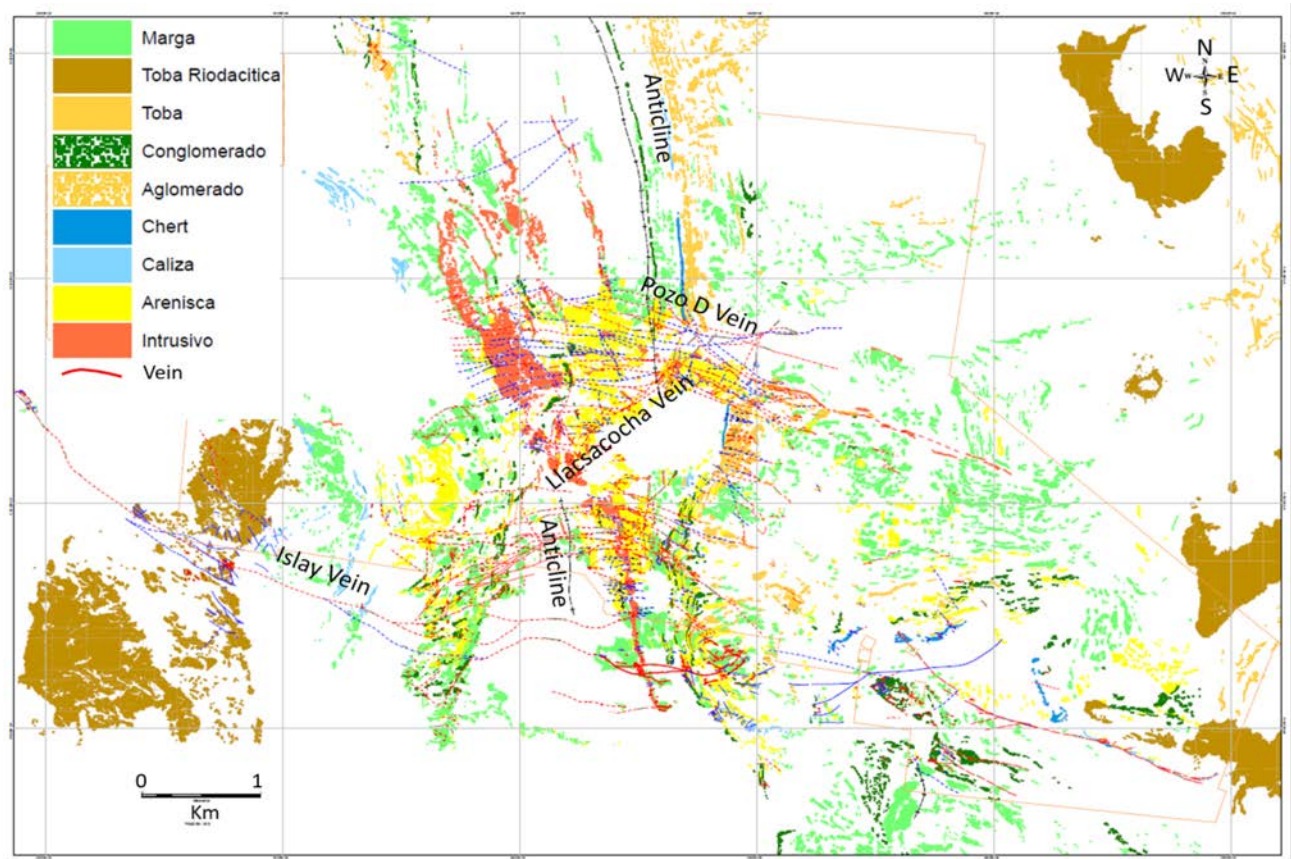 Marga
Toba Riodacitica
Toba
Conglomerado
Aglomerado
Chert
Caliza
Arenisca
Intrusivo
Vein
N
W E
S
Anticline
Pozo D Vein
Llacsacocha Vein
Anticline
Islay Vein
0 1
Km